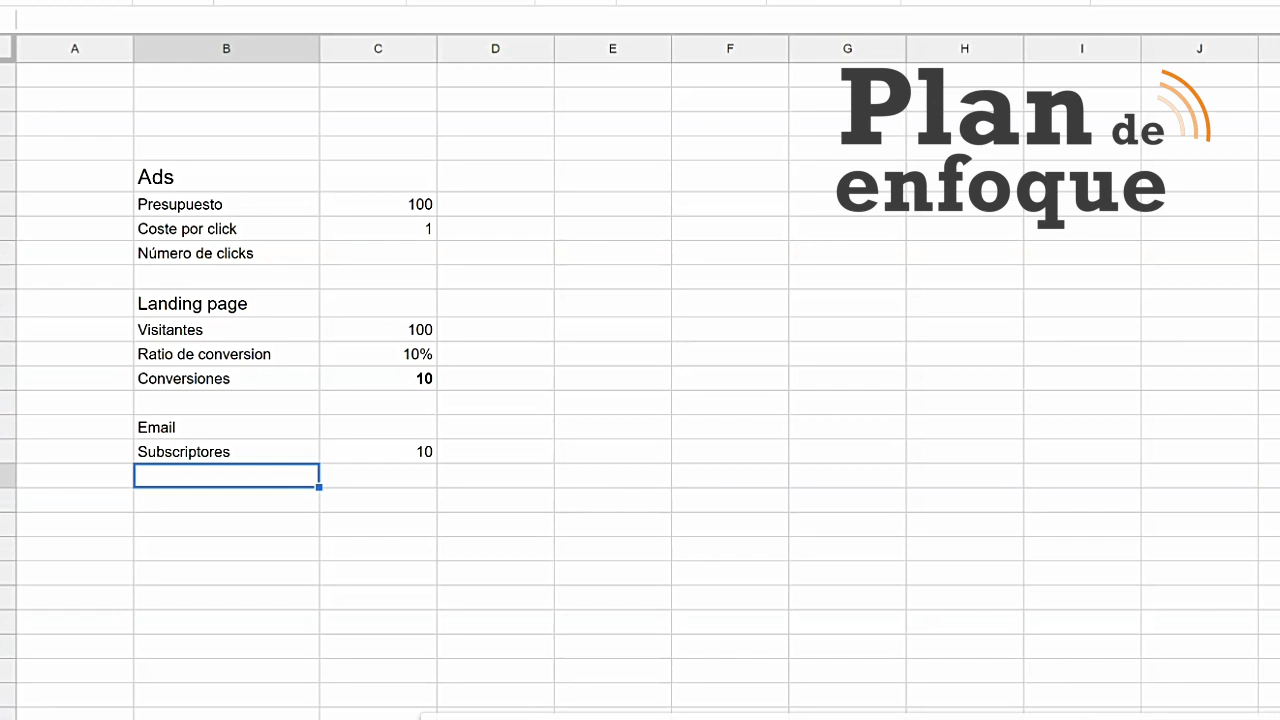 A B C D E F G H I J
Plan de
enfoque
Ads
Presupuesto 100
Coste por click 1
Número de clicks
Landing page
Visitantes 100
Ratio de conversion 10%
Conversiones 10
Email
Subscriptores 10